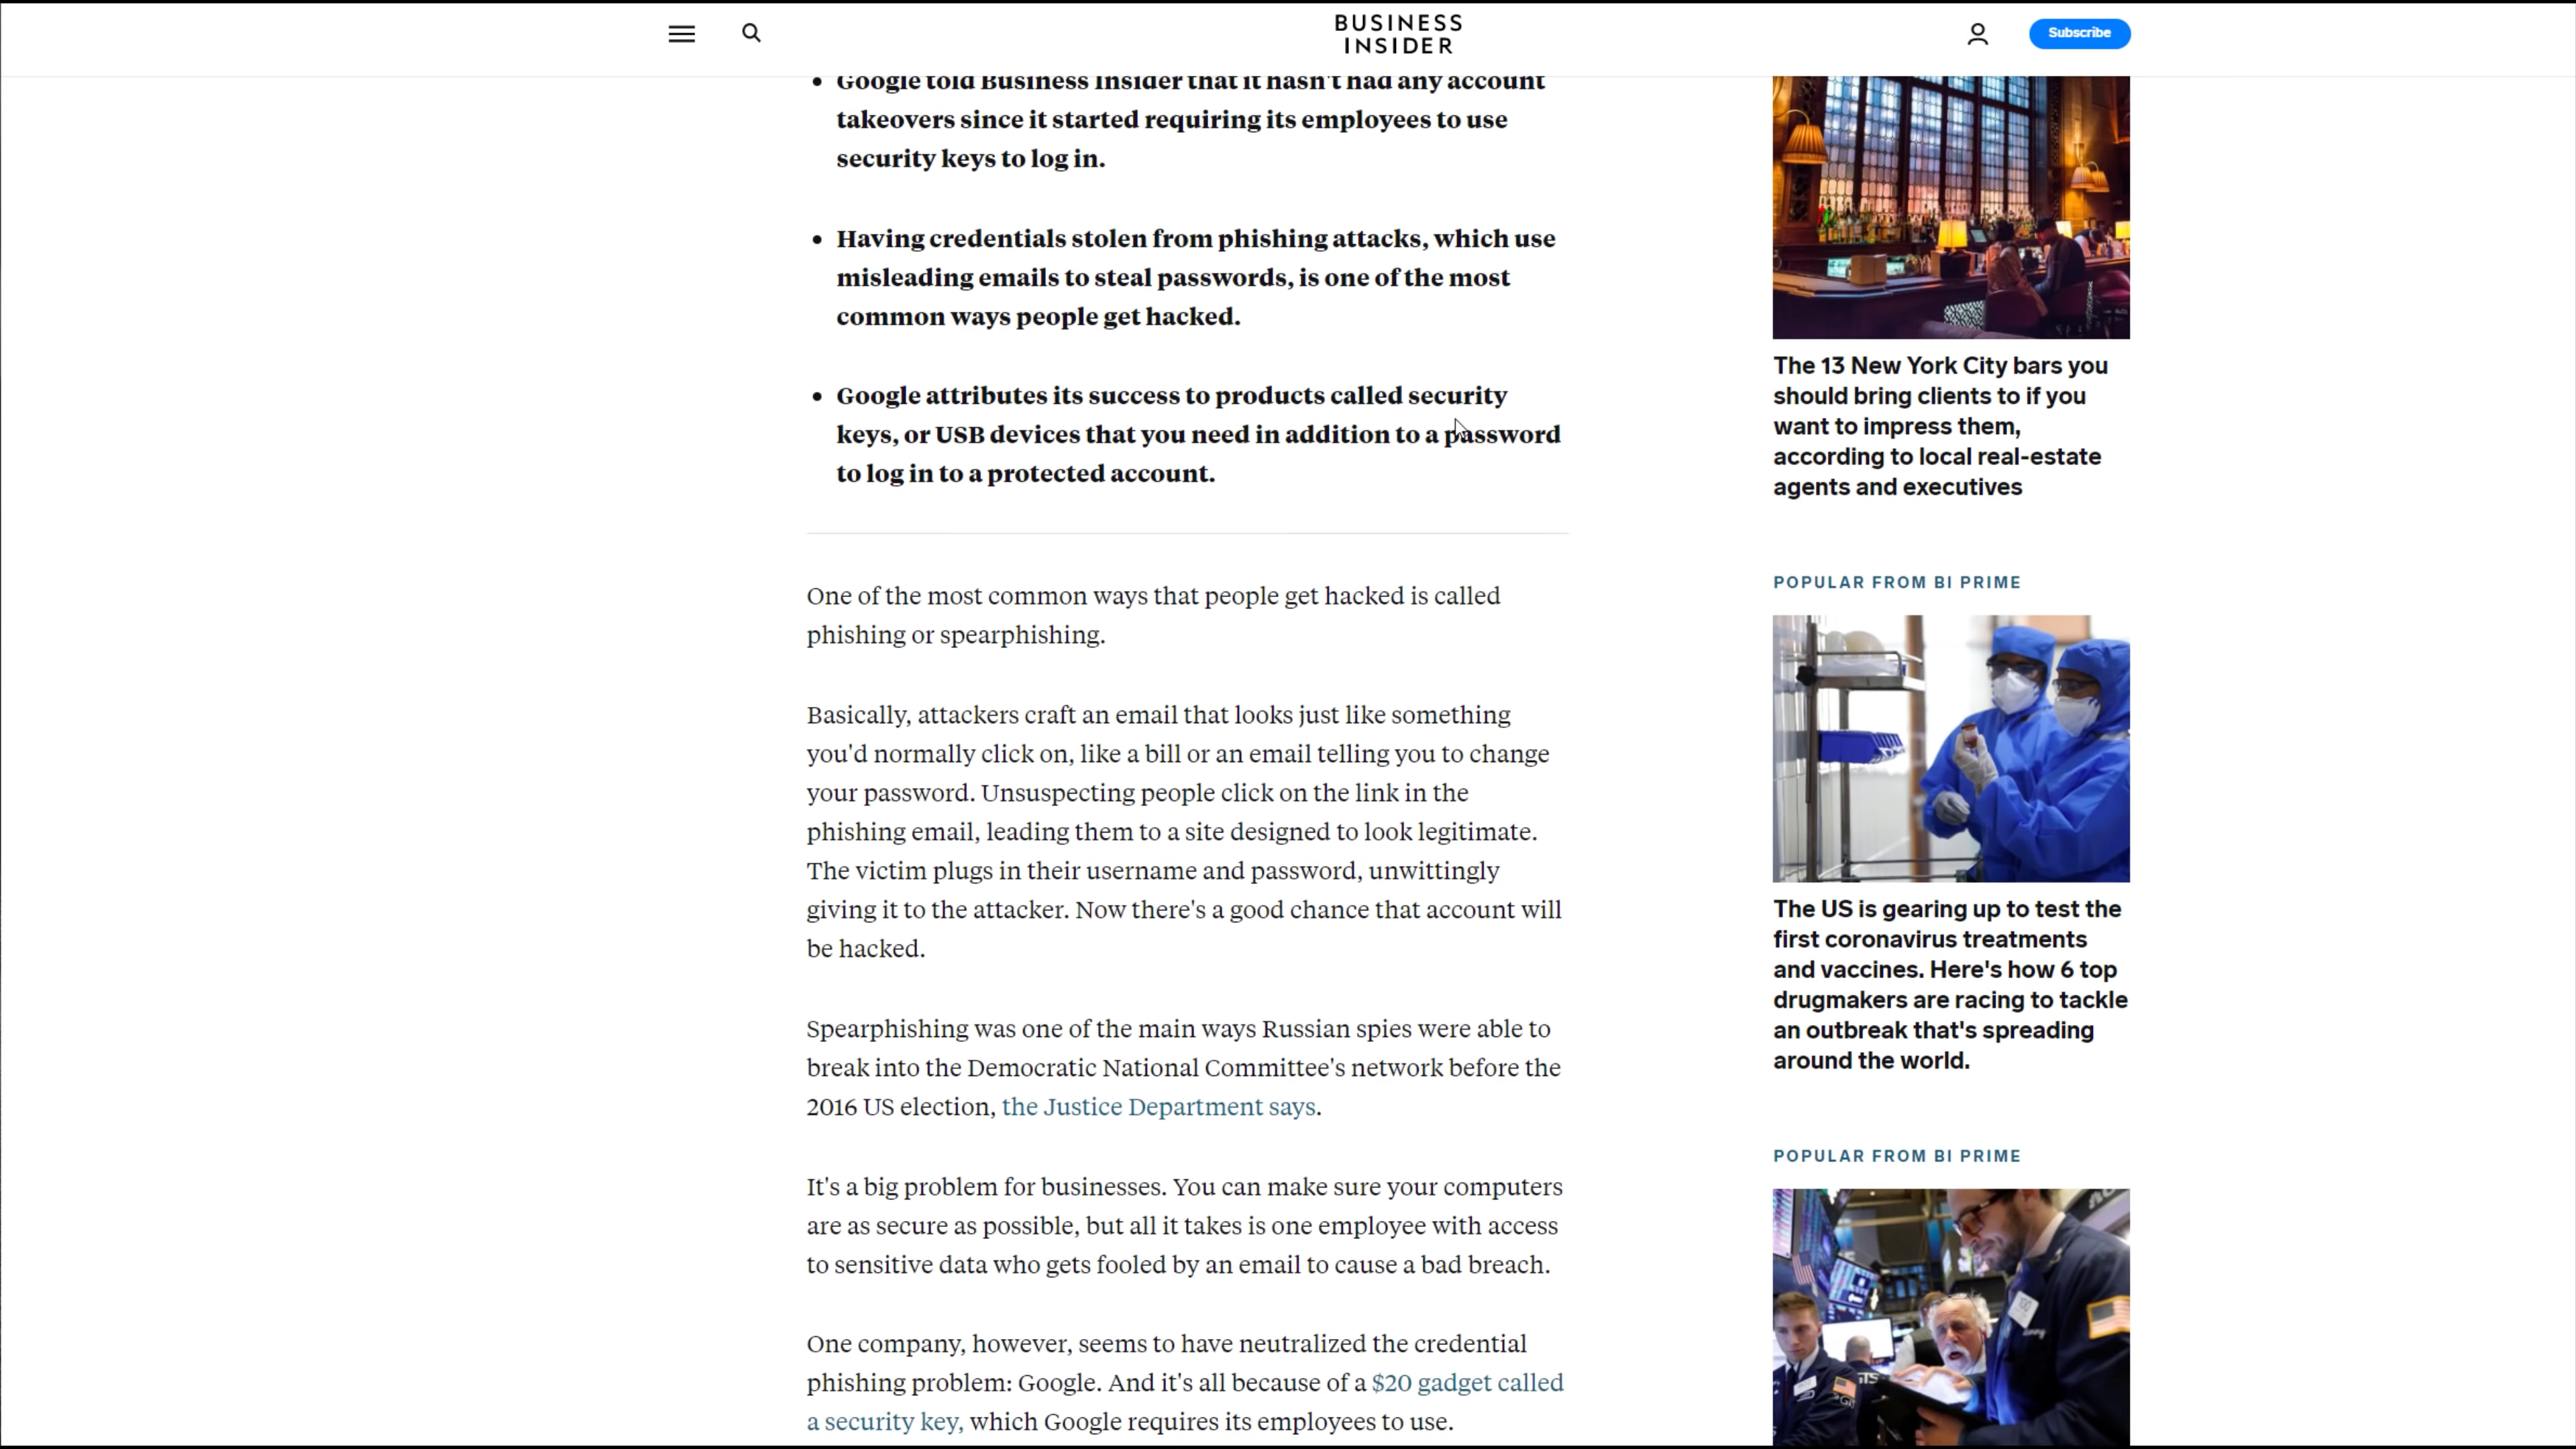 BUSINESS
INSIDER
Subscribe
Google told Business Insider that it hasn't had any account
takeovers since it started requiring its employees to use
security keys to log in.
Having credentials stolen from phishing attacks, which use
misleading emails to steal passwords, is one of the most
common ways people get hacked.
Google attributes its success to products called security
keys, or USB devices that you need in addition to a password
to log in to a protected account.
One of the most common ways that people get hacked is called
phishing or spearphishing.
Basically, attackers craft an email that looks just like something
you'd normally click on, like a bill or an email telling you to change
your password. Unsuspecting people click on the link in the
phishing email, leading them to a site designed to look legitimate.
The victim plugs in their username and password, unwittingly
giving it to the attacker. Now there's a good chance that account will
be hacked.
Spearphishing was one of the main ways Russian spies were able to
break into the Democratic National Committee's network before the
2016 US election, the Justice Department says.
It's a big problem for businesses. You can make sure your computers
are as secure as possible, but all it takes is one employee with access
to sensitive data who gets fooled by an email to cause a bad breach.
One company, however, seems to have neutralized the credential
phishing problem: Google. And it's all because of a $20 gadget called
a security key, which Google requires its employees to use.
The 13 New York City bars you
should bring clients to if you
want to impress them,
according to local real-estate
agents and executives
POPULAR FROM BI PRIME
The US is gearing up to test the
first coronavirus treatments
and vaccines. Here's how 6 top
drugmakers are racing to tackle
an outbreak that's spreading
around the world.
POPULAR FROM BI PRIME